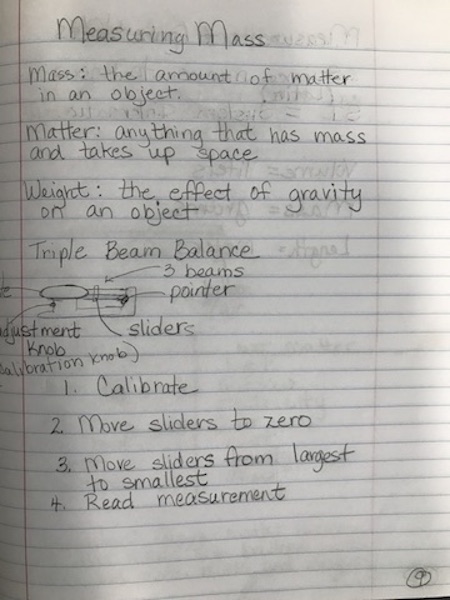 Measuring Mass
Mass: the amount of matter
in an object.
Matter: anything that has mass
and takes up space
Weight: the effect of gravity
on an object
Triple Beam Balance
3 beams
pointer
sliders
adjustment
knob
calibration knob)
1. Calibrate
2. Move sliders to zero
3. Move sliders from largest
to smallest
4. Read measurement
9